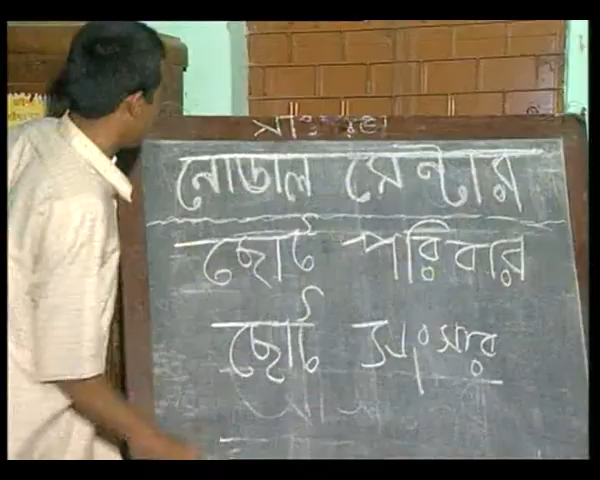 নোডাল সেন্টার
ছোট পরিবার
ছোট সংসার